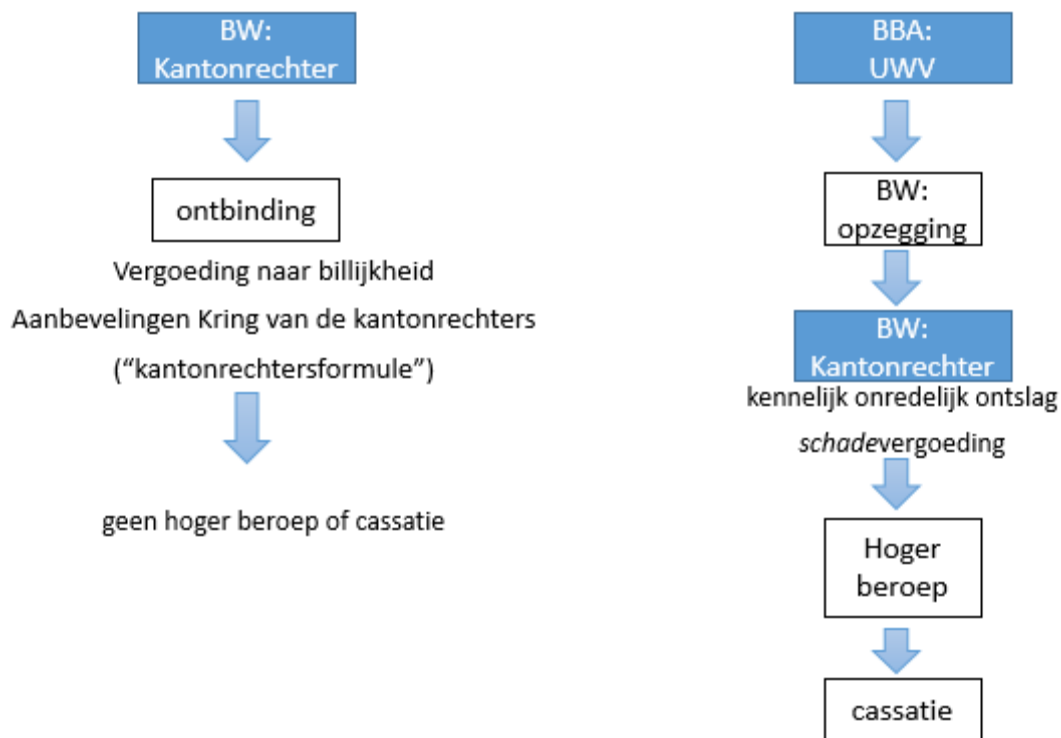 BW:
Kantonrechter
ontbinding
Vergoeding naar billijkheid
Aanbevelingen Kring van de kantonrechters
(“kantonrechtersformule”)
geen hoger beroep of cassatie
BBA:
UWV
BW:
opzegging
BW:
Kantonrechter
kennelijk onredelijk ontslag
schadevergoeding
Hoger
beroep
cassatie